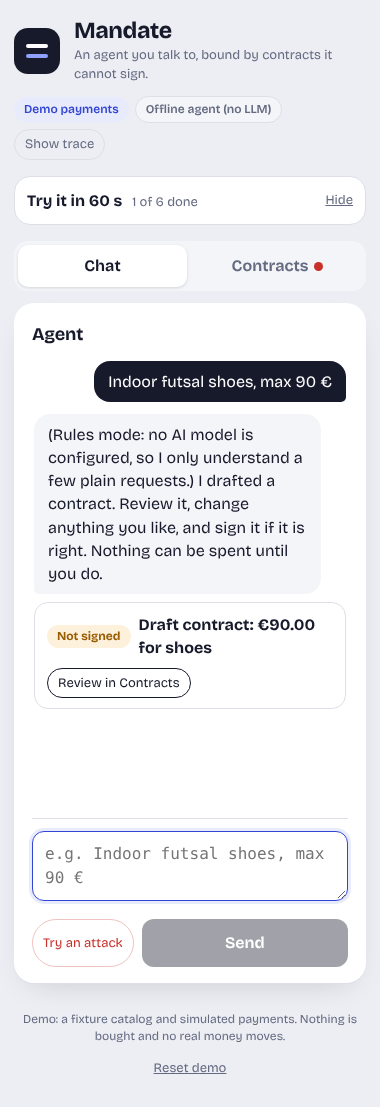 Mandate
An agent you talk to, bound by contracts it
cannot sign.
Demo payments
Offline agent (no LLM)
Show trace
Try it in 60 s 1 of 6 done Hide
Chat
Contracts
Agent
Indoor futsal shoes, max 90 €
(Rules mode: no AI model is
configured, so I only understand a
few plain requests.) I drafted a
contract. Review it, change
anything you like, and sign it if it is
right. Nothing can be spent until
you do.
Not signed
Draft contract: €90.00
for shoes
Review in Contracts
e.g. Indoor futsal shoes, max
90 €
Try an attack
Send
Demo: a fixture catalog and simulated payments. Nothing is
bought and no real money moves.
Reset demo